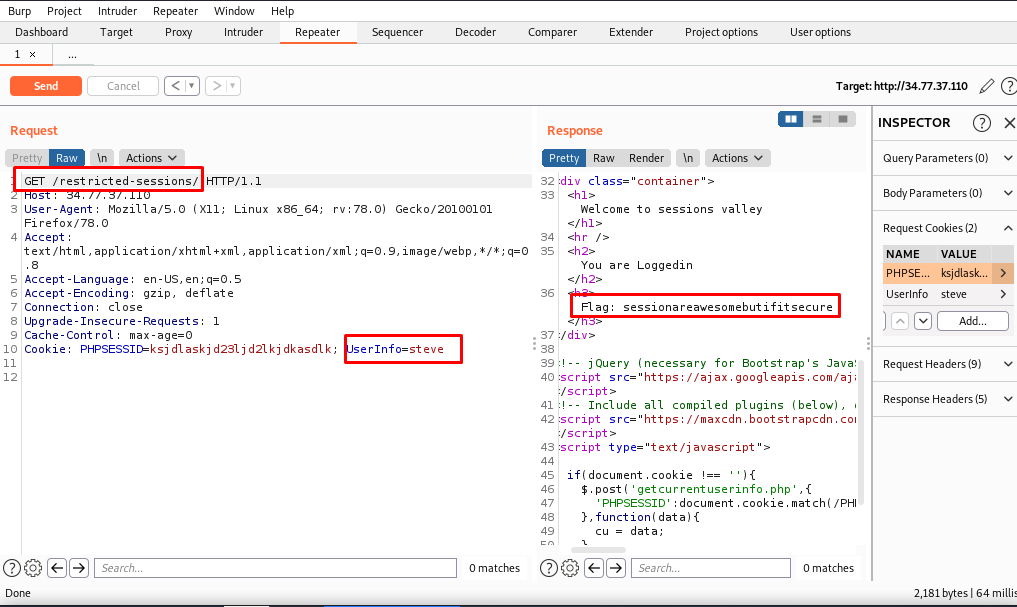 Burp Project Intruder Repeater Window Help
Dashboard Target Proxy Intruder Repeater Sequencer Decoder Comparer Extender Project options User options
1 × ...
Send Cancel < > Target: http://34.77.37.110 ?
Request
Pretty Raw \n Actions
1 GET /restricted-sessions/ HTTP/1.1
2 Host: 34.77.37.110
3 User-Agent: Mozilla/5.0 (X11; Linux x86_64; rv:78.0) Gecko/20100101
Firefox/78.0
4 Accept:
text/html,application/xhtml+xml,application/xml;q=0.9,image/webp,*/*;q=0
.8
5 Accept-Language: en-US,en;q=0.5
6 Accept-Encoding: gzip, deflate
7 Connection: close
8 Upgrade-Insecure-Requests: 1
9 Cache-Control: max-age=0
10 Cookie: PHPSESSID=ksjdlaskjd23ljd2lkjdkasdlk; UserInfo=steve
11
12
? Search... 0 matches
Response
Pretty Raw Render \n Actions
32 <div class="container">
33 <h1>
Welcome to sessions valley
</h1>
34 <hr />
35 <h2>
You are Loggedin
</h2>
36 <h3>
Flag: sessionareawesomebutifitsecure
</h3>
37 </div>
38
39 <!-- jQuery (necessary for Bootstrap's JavaS
40 <script src="https://ajax.googleapis.com/aja
</script>
41 <!-- Include all compiled plugins (below),
42 <script src="https://maxcdn.bootstrapcdn.com
</script>
43 <script type="text/javascript">
44
45 if(document.cookie !== ''){
46 $.post('getcurrentuserinfo.php',{
47 'PHPSESSID':document.cookie.match(/PHP
48 },function(data){
49 cu = data;
50 }
? Search... 0 matches
INSPECTOR ? ×
Query Parameters (0)
Body Parameters (0)
Request Cookies (2)
NAME VALUE
PHPSE... ksjdlask... >
UserInfo steve >
Add...
Request Headers (9)
Response Headers (5)
Done 2,181 bytes | 64 millis